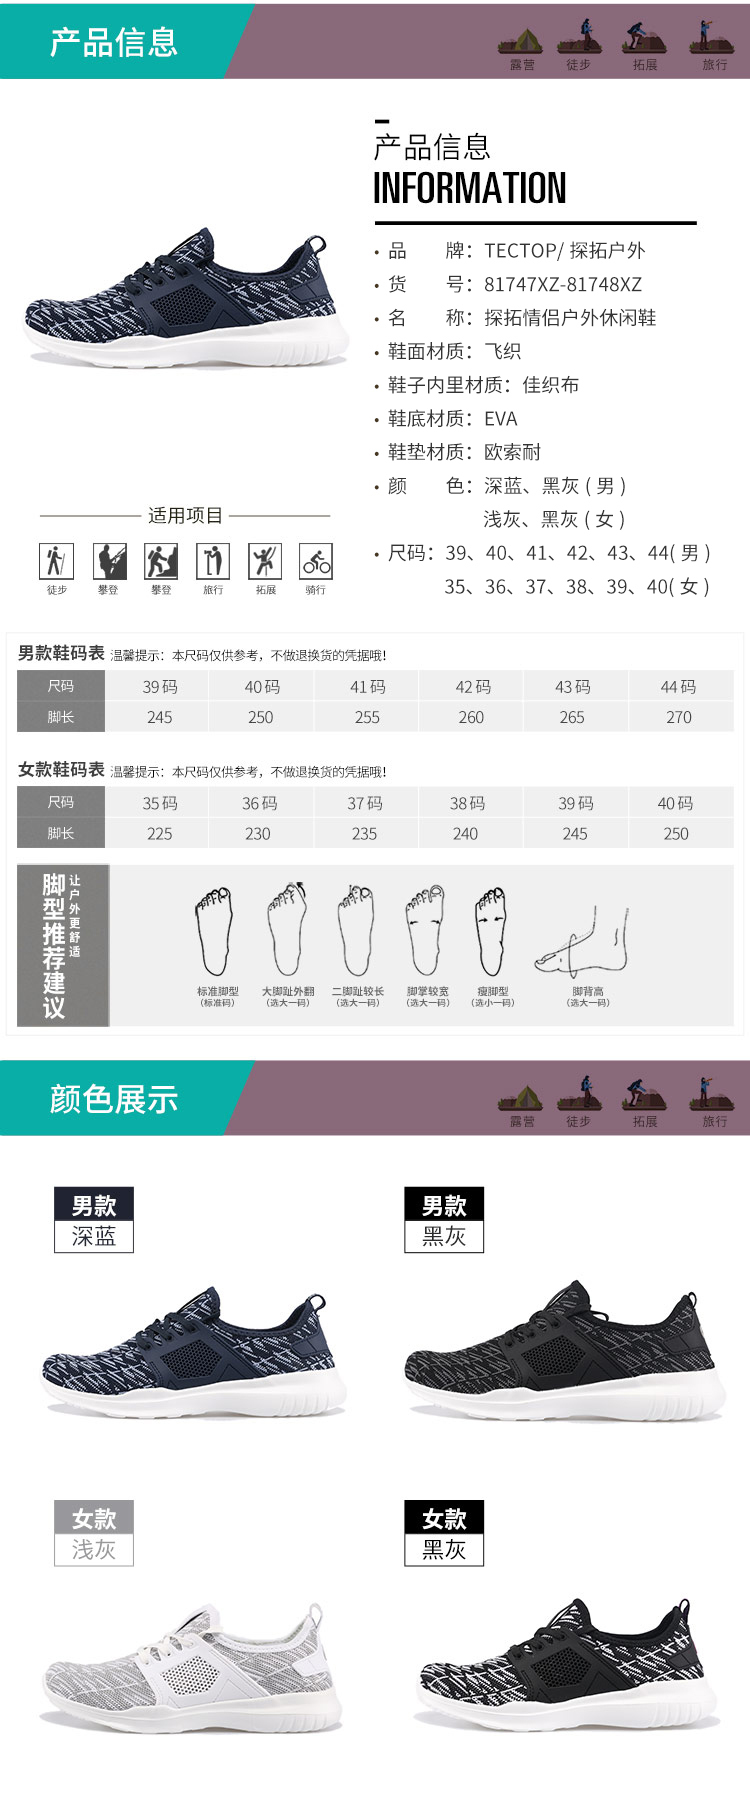 产品信息
露营 徒步 拓展 旅行
产品信息
INFORMATION
• 品 牌：TECTOP/ 探拓户外
• 货 号：81747XZ-81748XZ
• 名 称：探拓情侣户外休闲鞋
• 鞋面材质：飞织
• 鞋子内里材质：佳织布
• 鞋底材质：EVA
• 鞋垫材质：欧索耐
• 颜 色：深蓝、黑灰 ( 男 )
浅灰、黑灰 ( 女 )
• 尺码：39、40、41、42、43、44( 男 )
35、36、37、38、39、40( 女 )
适用项目
徒步 攀登 攀登 旅行 拓展 骑行
男款鞋码表 温馨提示：本尺码仅供参考，不做退换货的凭据哦！
尺码 39 码 40 码 41 码 42 码 43 码 44 码
脚长 245 250 255 260 265 270
女款鞋码表 温馨提示：本尺码仅供参考，不做退换货的凭据哦！
尺码 35 码 36 码 37 码 38 码 39 码 40 码
脚长 225 230 235 240 245 250
脚型推荐建议
让户外更舒适
标准脚型 大脚趾外翻 二脚趾较长 脚掌较宽 瘦脚型 脚背高
（标准码） （选大一码） （选大一码） （选大一码） （选小一码） （选大一码）
颜色展示
露营 徒步 拓展 旅行
男款 男款
深蓝 黑灰
女款 女款
浅灰 黑灰